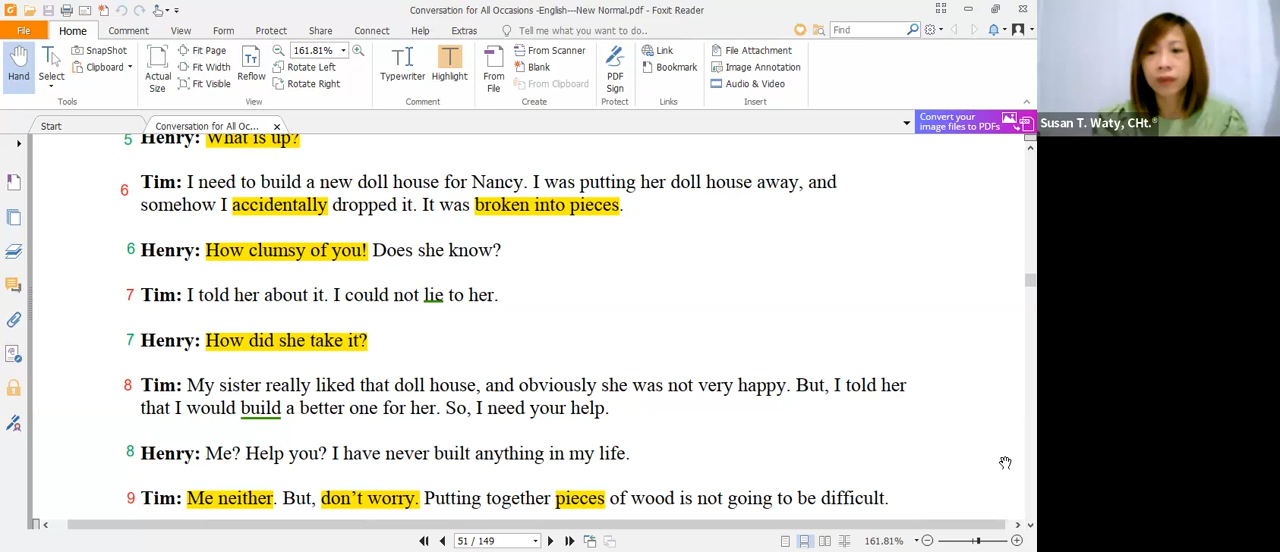 Conversation for All Occasions -English---New Normal.pdf - Foxit Reader
File Home Comment View Form Protect Share Connect Help Extras Tell me what you want to do.. Find
Hand Select SnapShot Clipboard Actual Size Fit Page Fit Width Fit Visible Reflow 161.81% Rotate Left Rotate Right Typewriter Highlight From File From Scanner Blank From Clipboard PDF Sign Link Bookmark File Attachment Image Annotation Audio & Video
Tools View Comment Create Protect Links Insert
Start Conversation for All Occ...
Convert your image files to PDFs
Susan T. Waty, CHt.®
5 Henry: What is up?
6 Tim: I need to build a new doll house for Nancy. I was putting her doll house away, and
somehow I accidentally dropped it. It was broken into pieces.
6 Henry: How clumsy of you! Does she know?
7 Tim: I told her about it. I could not lie to her.
7 Henry: How did she take it?
8 Tim: My sister really liked that doll house, and obviously she was not very happy. But, I told her
that I would build a better one for her. So, I need your help.
8 Henry: Me? Help you? I have never built anything in my life.
9 Tim: Me neither. But, don’t worry. Putting together pieces of wood is not going to be difficult.
51 / 149 161.81%